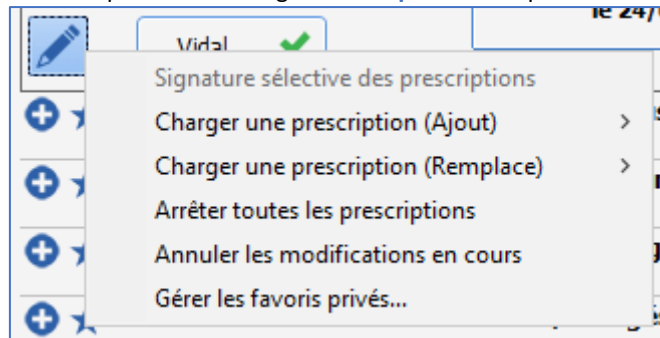 le 24/
Vidal
Signature sélective des prescriptions
Charger une prescription (Ajout)
Charger une prescription (Remplace)
Arrêter toutes les prescriptions
Annuler les modifications en cours
Gérer les favoris privés...